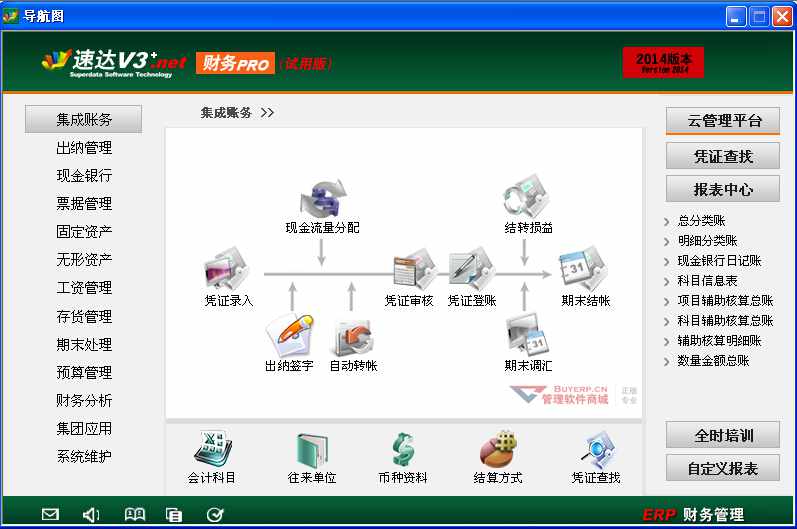 导航图
速达V3+.net
Superdata Software Technology
财务PRO
(试用版)
2014版本
Version 2014
集成账务
出纳管理
现金银行
票据管理
固定资产
无形资产
工资管理
存货管理
期末处理
预算管理
财务分析
集团应用
系统维护
集成账务 >>
现金流量分配
结转损益
凭证录入
凭证审核
凭证登账
31
期末结帐
出纳签字
自动转帐
31
期末调汇
BUYERP.CN
管理软件商城
正版
专业
会计科目
往来单位
币种资料
结算方式
凭证查找
云管理平台
凭证查找
报表中心
总分类账
明细分类账
现金银行日记账
科目信息表
项目辅助核算总账
科目辅助核算总账
辅助核算明细账
数量金额总账
全时培训
自定义报表
ERP 财务管理